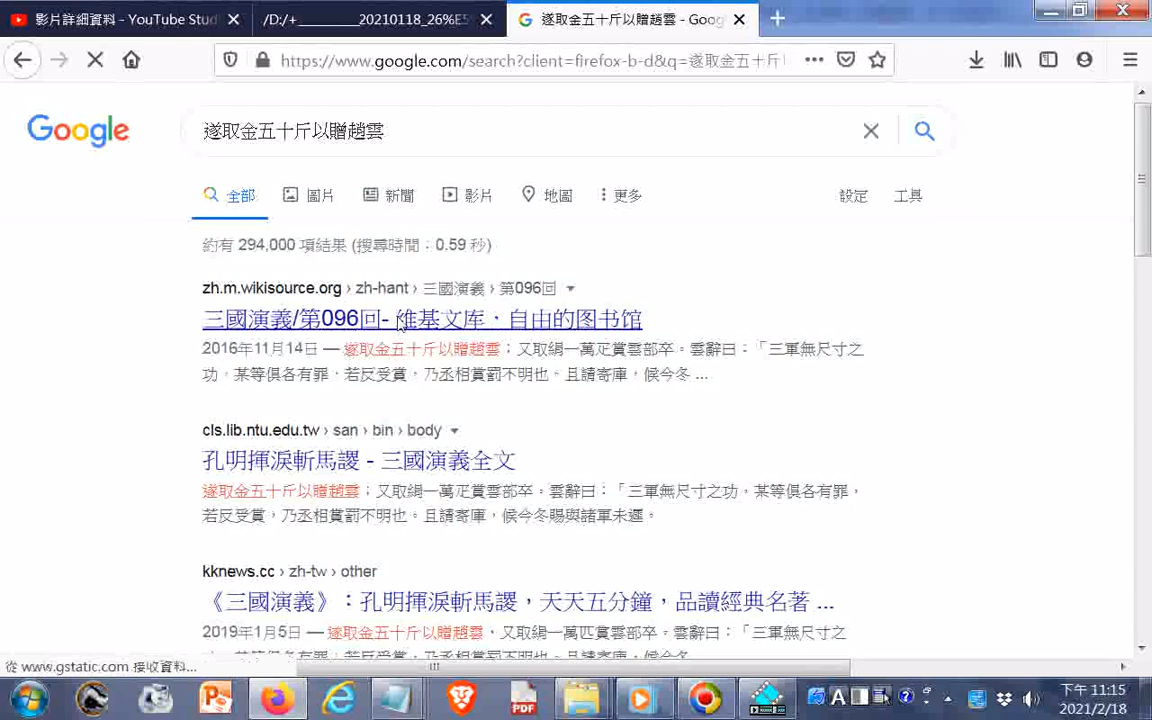 影片詳細資料 - YouTube Stud
/D:/+________20210118_26%E5
遂取金五十斤以贈趙雲 - Goog
https://www.google.com/search?client=firefox-b-d&q=遂取金五十斤
Google
遂取金五十斤以贈趙雲
全部 圖片 新聞 影片 地圖 更多 設定 工具
約有 294,000 項結果 (搜尋時間：0.59 秒)
zh.m.wikisource.org › zh-hant › 三國演義 › 第096回
三國演義/第096回- 維基文库，自由的图书馆
2016年11月14日 — 遂取金五十斤以贈趙雲；又取絹一萬疋賞雲部卒。雲辭曰：「三軍無尺寸之
功，某等俱各有罪，若反受賞，乃丞相賞罰不明也。且請寄庫，候今冬 ...
cls.lib.ntu.edu.tw › san › bin › body
孔明揮淚斬馬謖 - 三國演義全文
遂取金五十斤以贈趙雲；又取絹一萬疋賞雲部卒。雲辭曰：「三軍無尺寸之功，某等俱各有罪，
若反受賞，乃丞相賞罰不明也。且請寄庫，候今冬賜與諸軍未遲。
kknews.cc › zh-tw › other
《三國演義》：孔明揮淚斬馬謖，天天五分鐘，品讀經典名著 ...
2019年1月5日 — 遂取金五十斤以贈趙雲、又取絹一萬匹賞雲部卒。雲辭曰：「三軍無尺寸之
從 www.gstatic.com 接收資料...
PDF
A
下午 11:15
2021/2/18